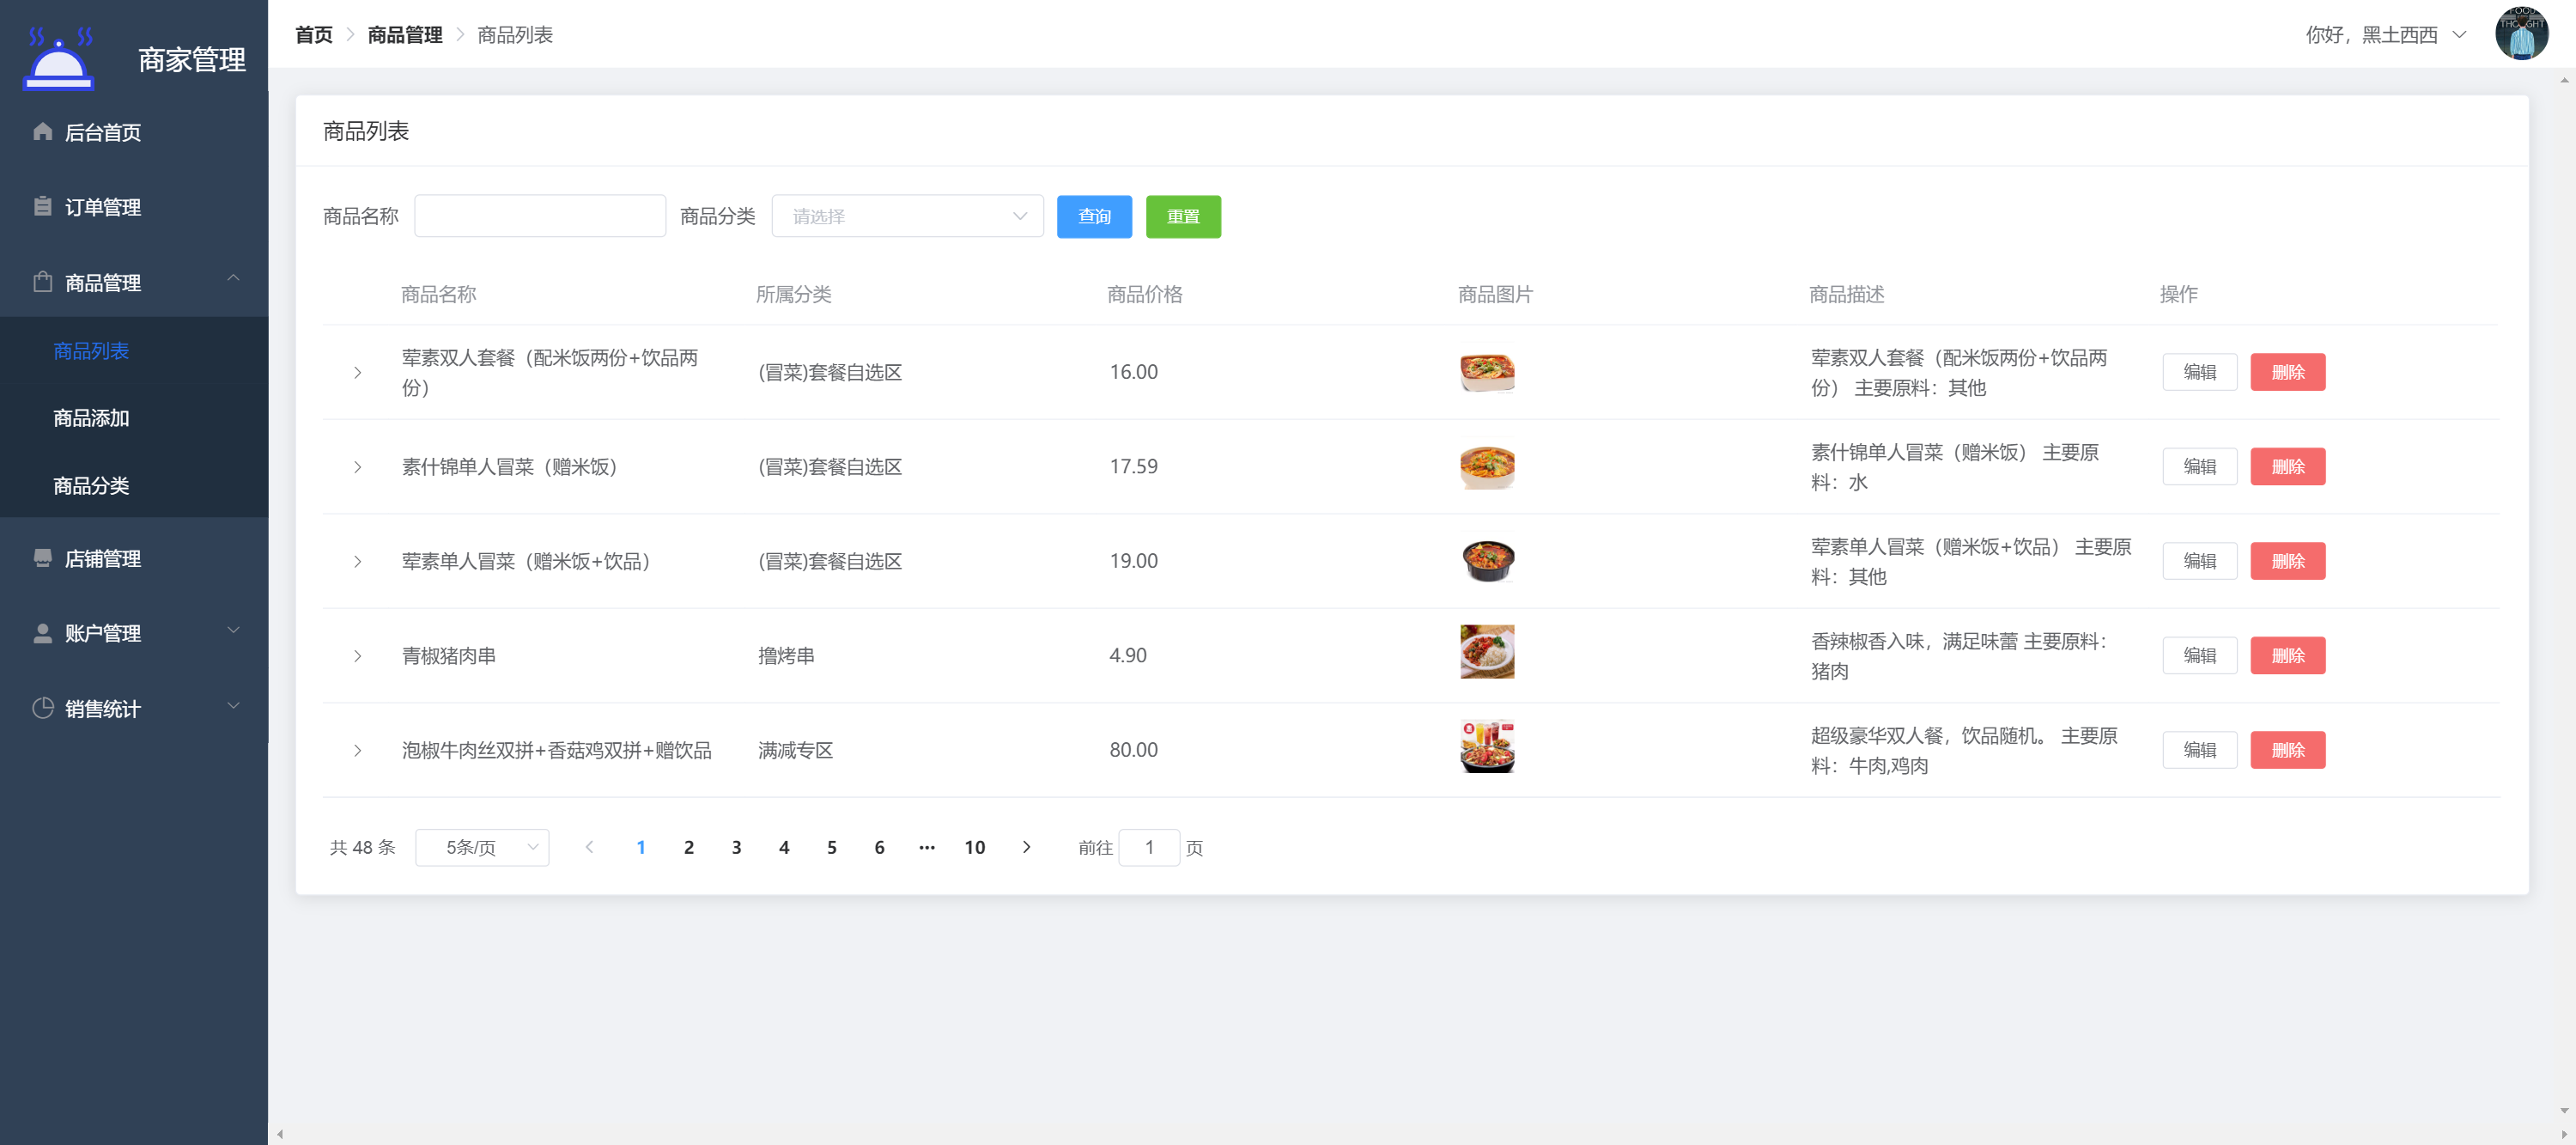 商家管理
首页 商品管理 商品列表
你好，黑土西西
FOOD
THOUGHT
后台首页
订单管理
商品管理
商品列表
商品添加
商品分类
店铺管理
账户管理
销售统计
商品列表
商品名称 商品分类 请选择 查询 重置
商品名称 所属分类 商品价格 商品图片 商品描述 操作
荤素双人套餐（配米饭两份+饮品两
份）
(冒菜)套餐自选区
16.00
荤素双人套餐（配米饭两份+饮品两
份） 主要原料：其他
编辑 删除
素什锦单人冒菜（赠米饭）
(冒菜)套餐自选区
17.59
素什锦单人冒菜（赠米饭） 主要原
料：水
编辑 删除
荤素单人冒菜（赠米饭+饮品）
(冒菜)套餐自选区
19.00
荤素单人冒菜（赠米饭+饮品） 主要原
料：其他
编辑 删除
青椒猪肉串
撸烤串
4.90
香辣椒香入味，满足味蕾 主要原料：
猪肉
编辑 删除
泡椒牛肉丝双拼+香菇鸡双拼+赠饮品
满减专区
80.00
超级豪华双人餐，饮品随机。 主要原
料：牛肉,鸡肉
编辑 删除
共 48 条 5条/页 1 2 3 4 5 6 ··· 10 前往 1 页